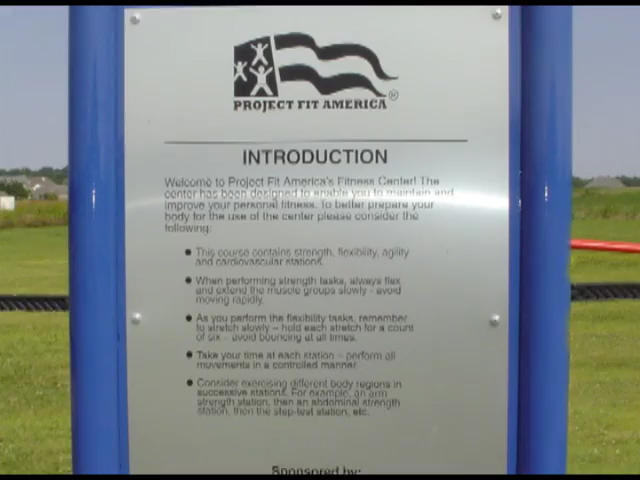 PROJECT FIT AMERICA®
INTRODUCTION
Welcome to Project Fit America's Fitness Center! The
center has been designed to enable you to maintain and
improve your personal fitness. To better prepare your
body for the use of the center please consider the
following:
● This course contains strength, flexibility, agility
and cardiovascular stations.
● When performing strength tasks, always flex
and extend the muscle groups slowly - avoid
moving rapidly.
● As you perform the flexibility tasks, remember
to stretch slowly – hold each stretch for a count
of six – avoid bouncing at all times.
● Take your time at each station – perform all
movements in a controlled manner.
● Consider exercising different body regions in
successive stations. For example, an arm
strength station, then an abdominal strength
station, then the step-test station, etc.
Sponsored by: